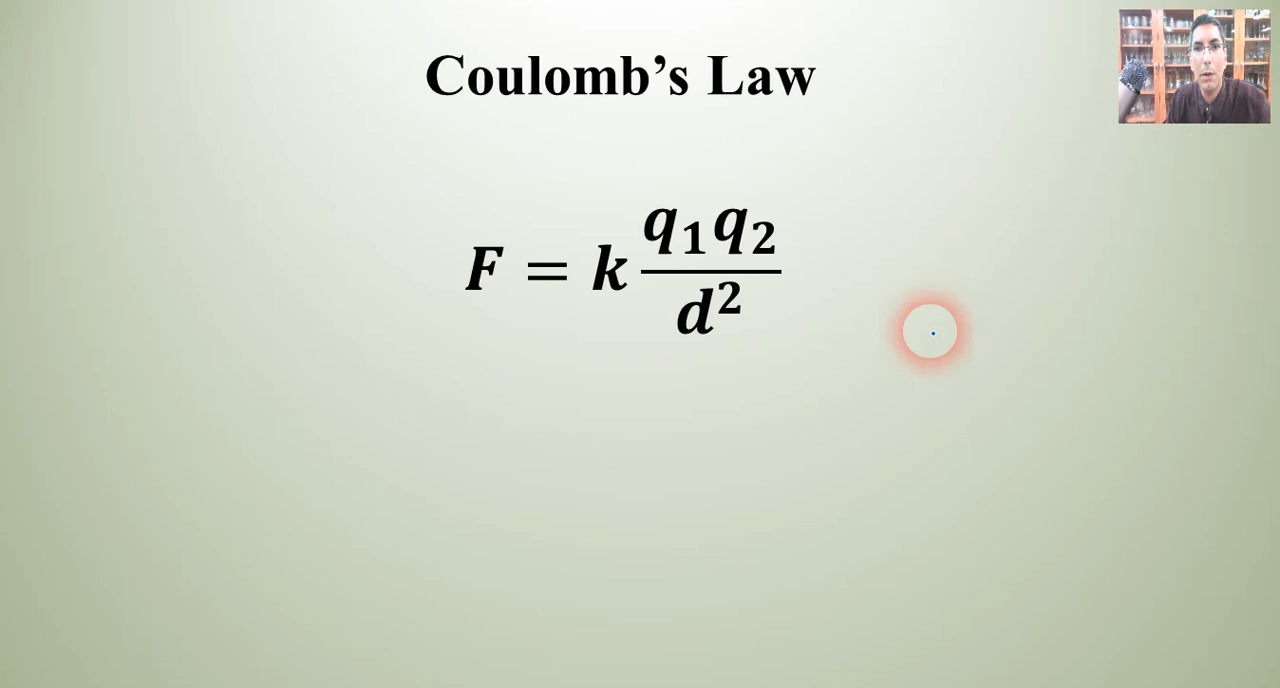 Coulomb’s Law
F = k q₁q₂ / d²